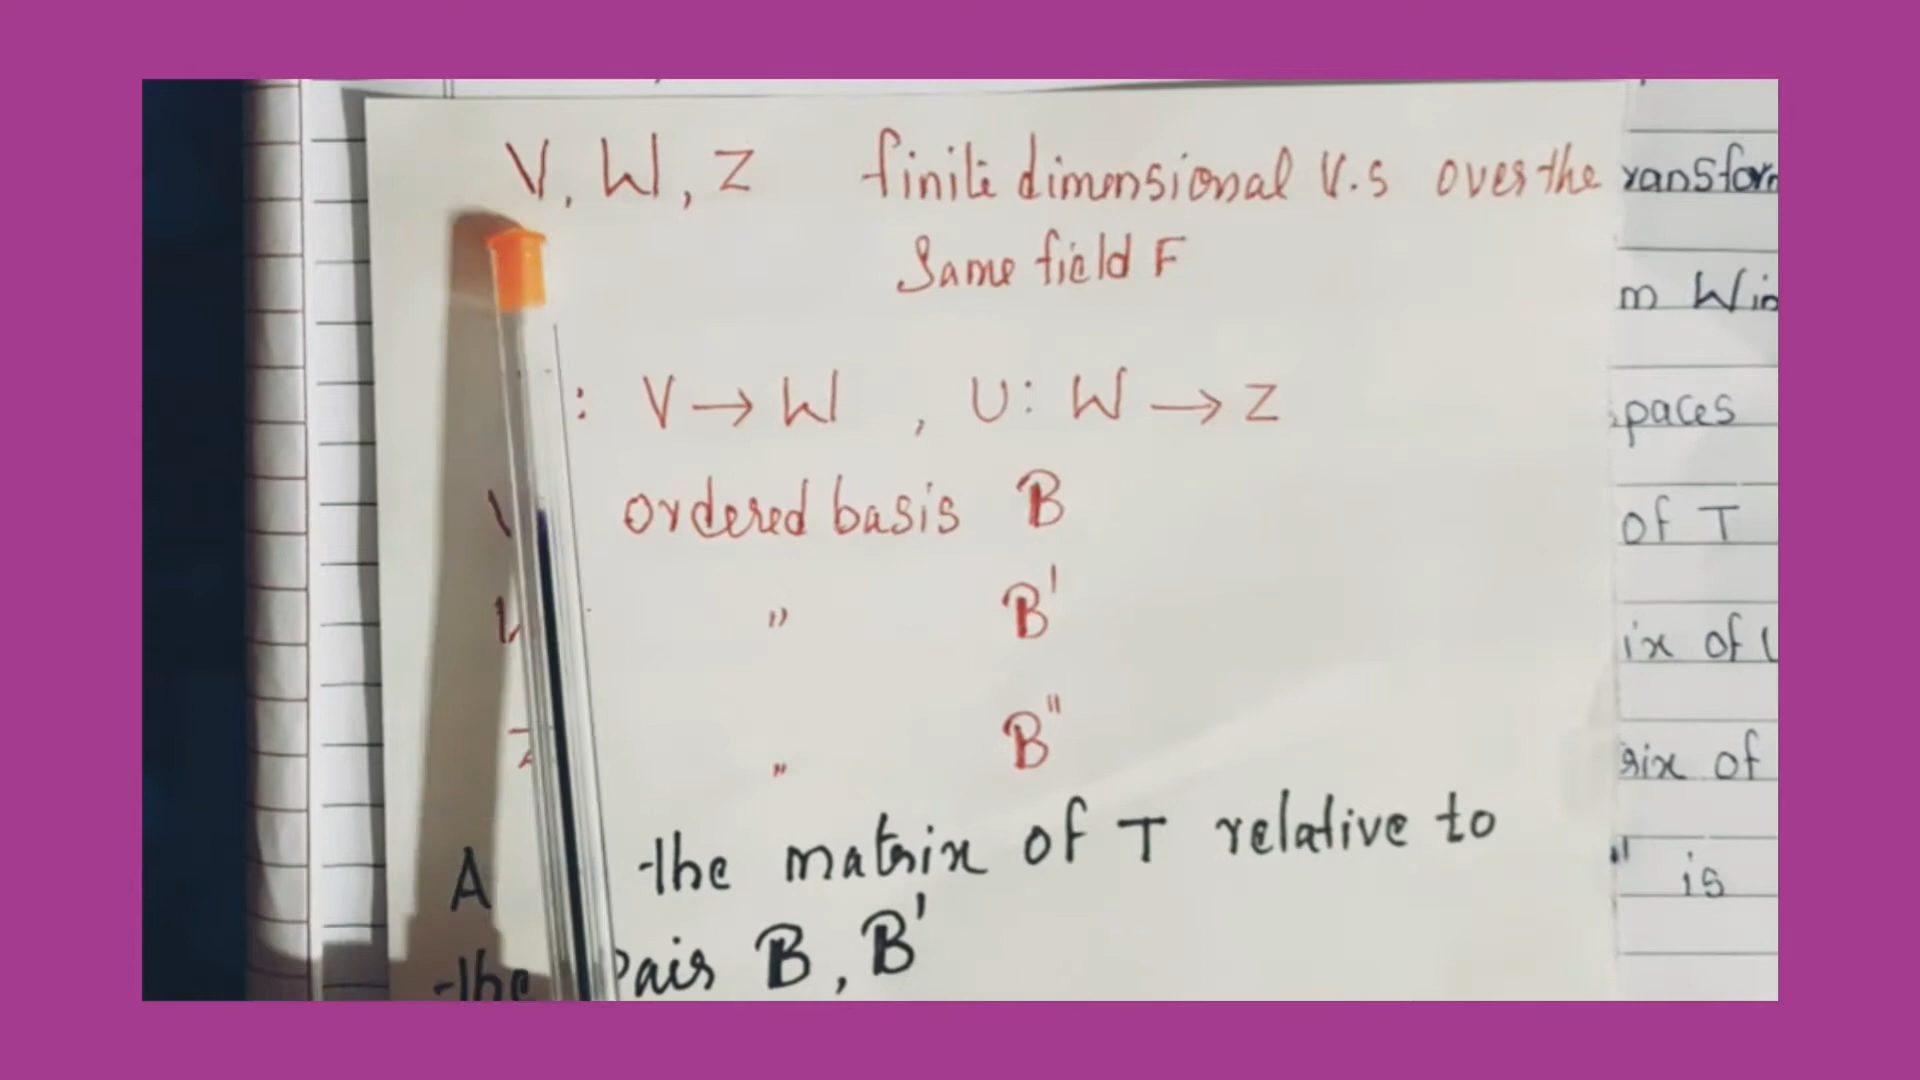 V, W, Z finite dimensional V.s over the
Same field F
: V → W , U: W → Z
ordered basis B
" B'
" B"
A the matrix of T relative to
the pair B, B'
m
paces
of T
ix of
rix of
" is